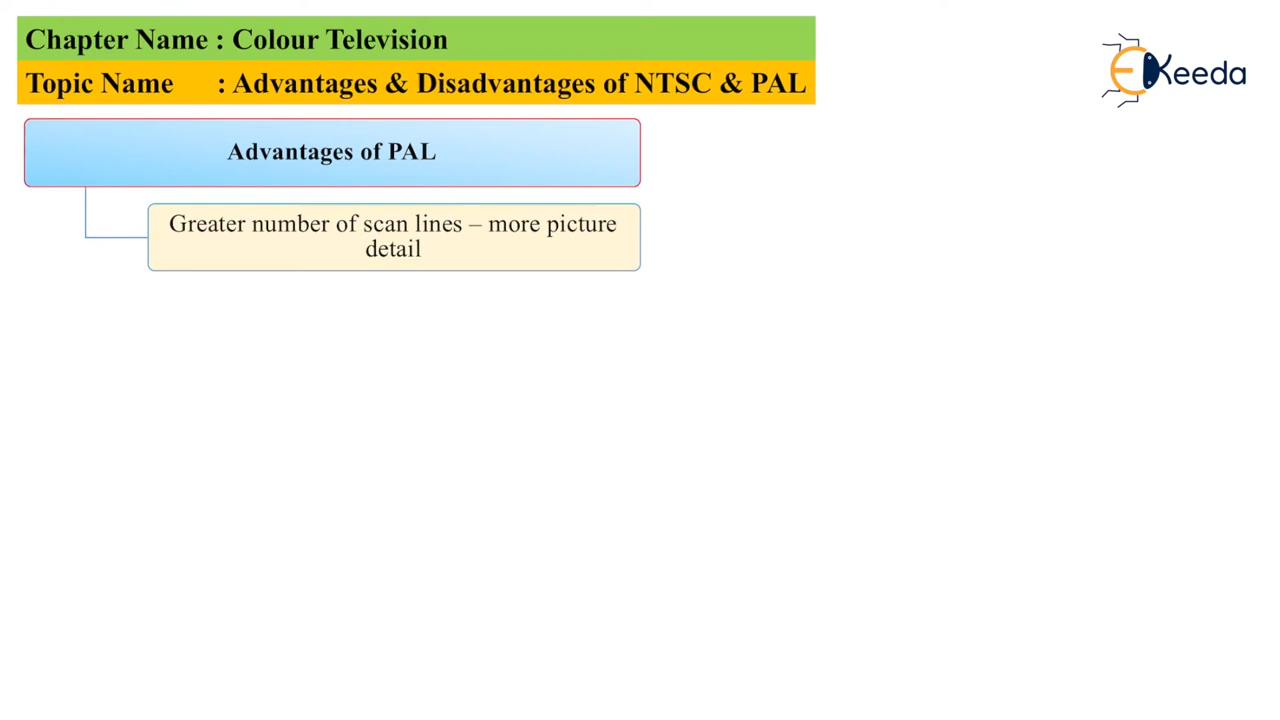 Chapter Name : Colour Television
Topic Name : Advantages & Disadvantages of NTSC & PAL
EKeeda
Advantages of PAL
Greater number of scan lines – more picture
detail